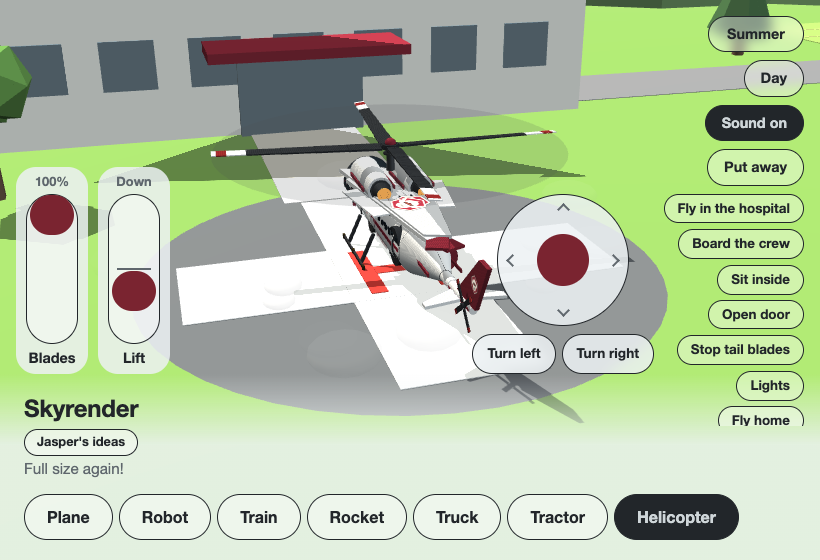 Summer
Day
Sound on
Put away
Fly in the hospital
Board the crew
Sit inside
Open door
Stop tail blades
Lights
Fly home
100%
Blades
Down
Lift
Turn left
Turn right
Skyrender
Jasper's ideas
Full size again!
Plane
Robot
Train
Rocket
Truck
Tractor
Helicopter